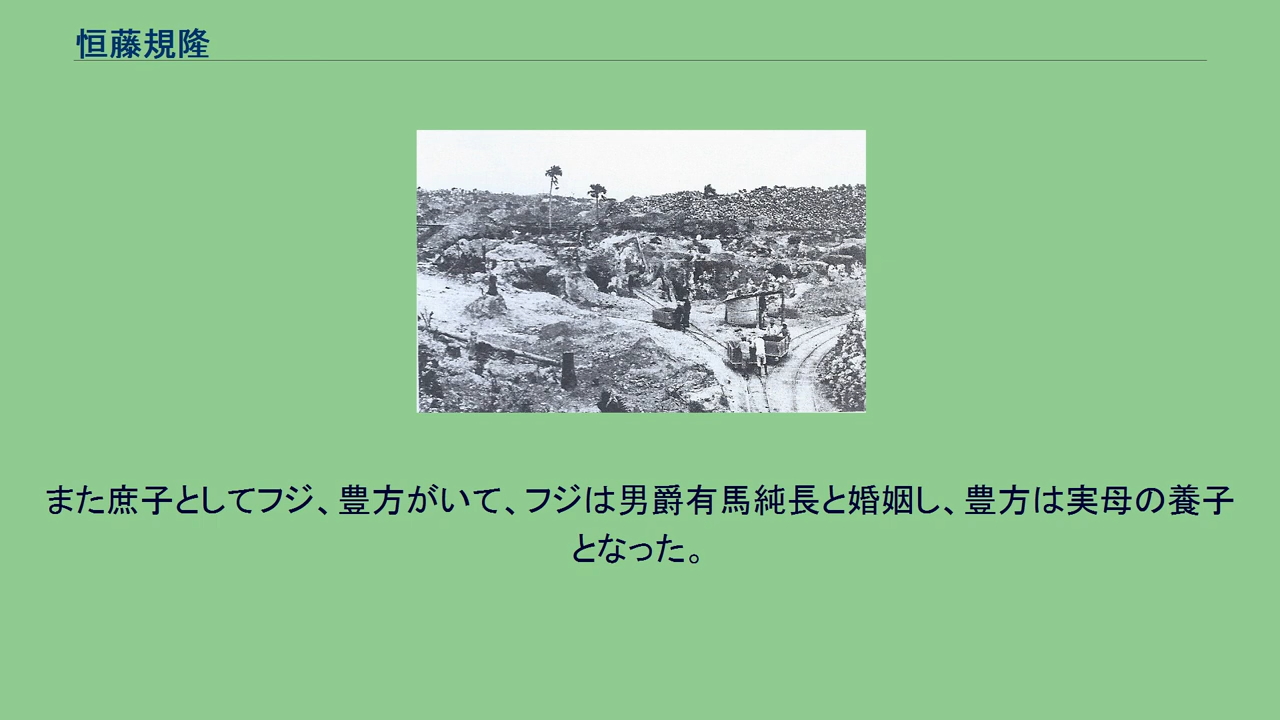 恒藤規隆
また庶子としてフジ、豊方がいて、フジは男爵有馬純長と婚姻し、豊方は実母の養子
となった。